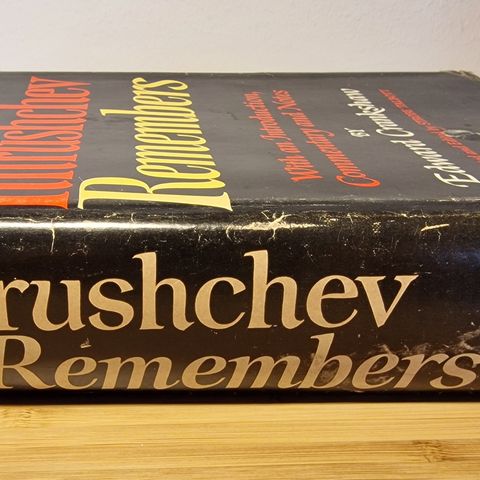 hrushchev
Remembers
With an Introduction,
Commentary and Notes
BY
Edward Crankshaw
rushchev
Remembers